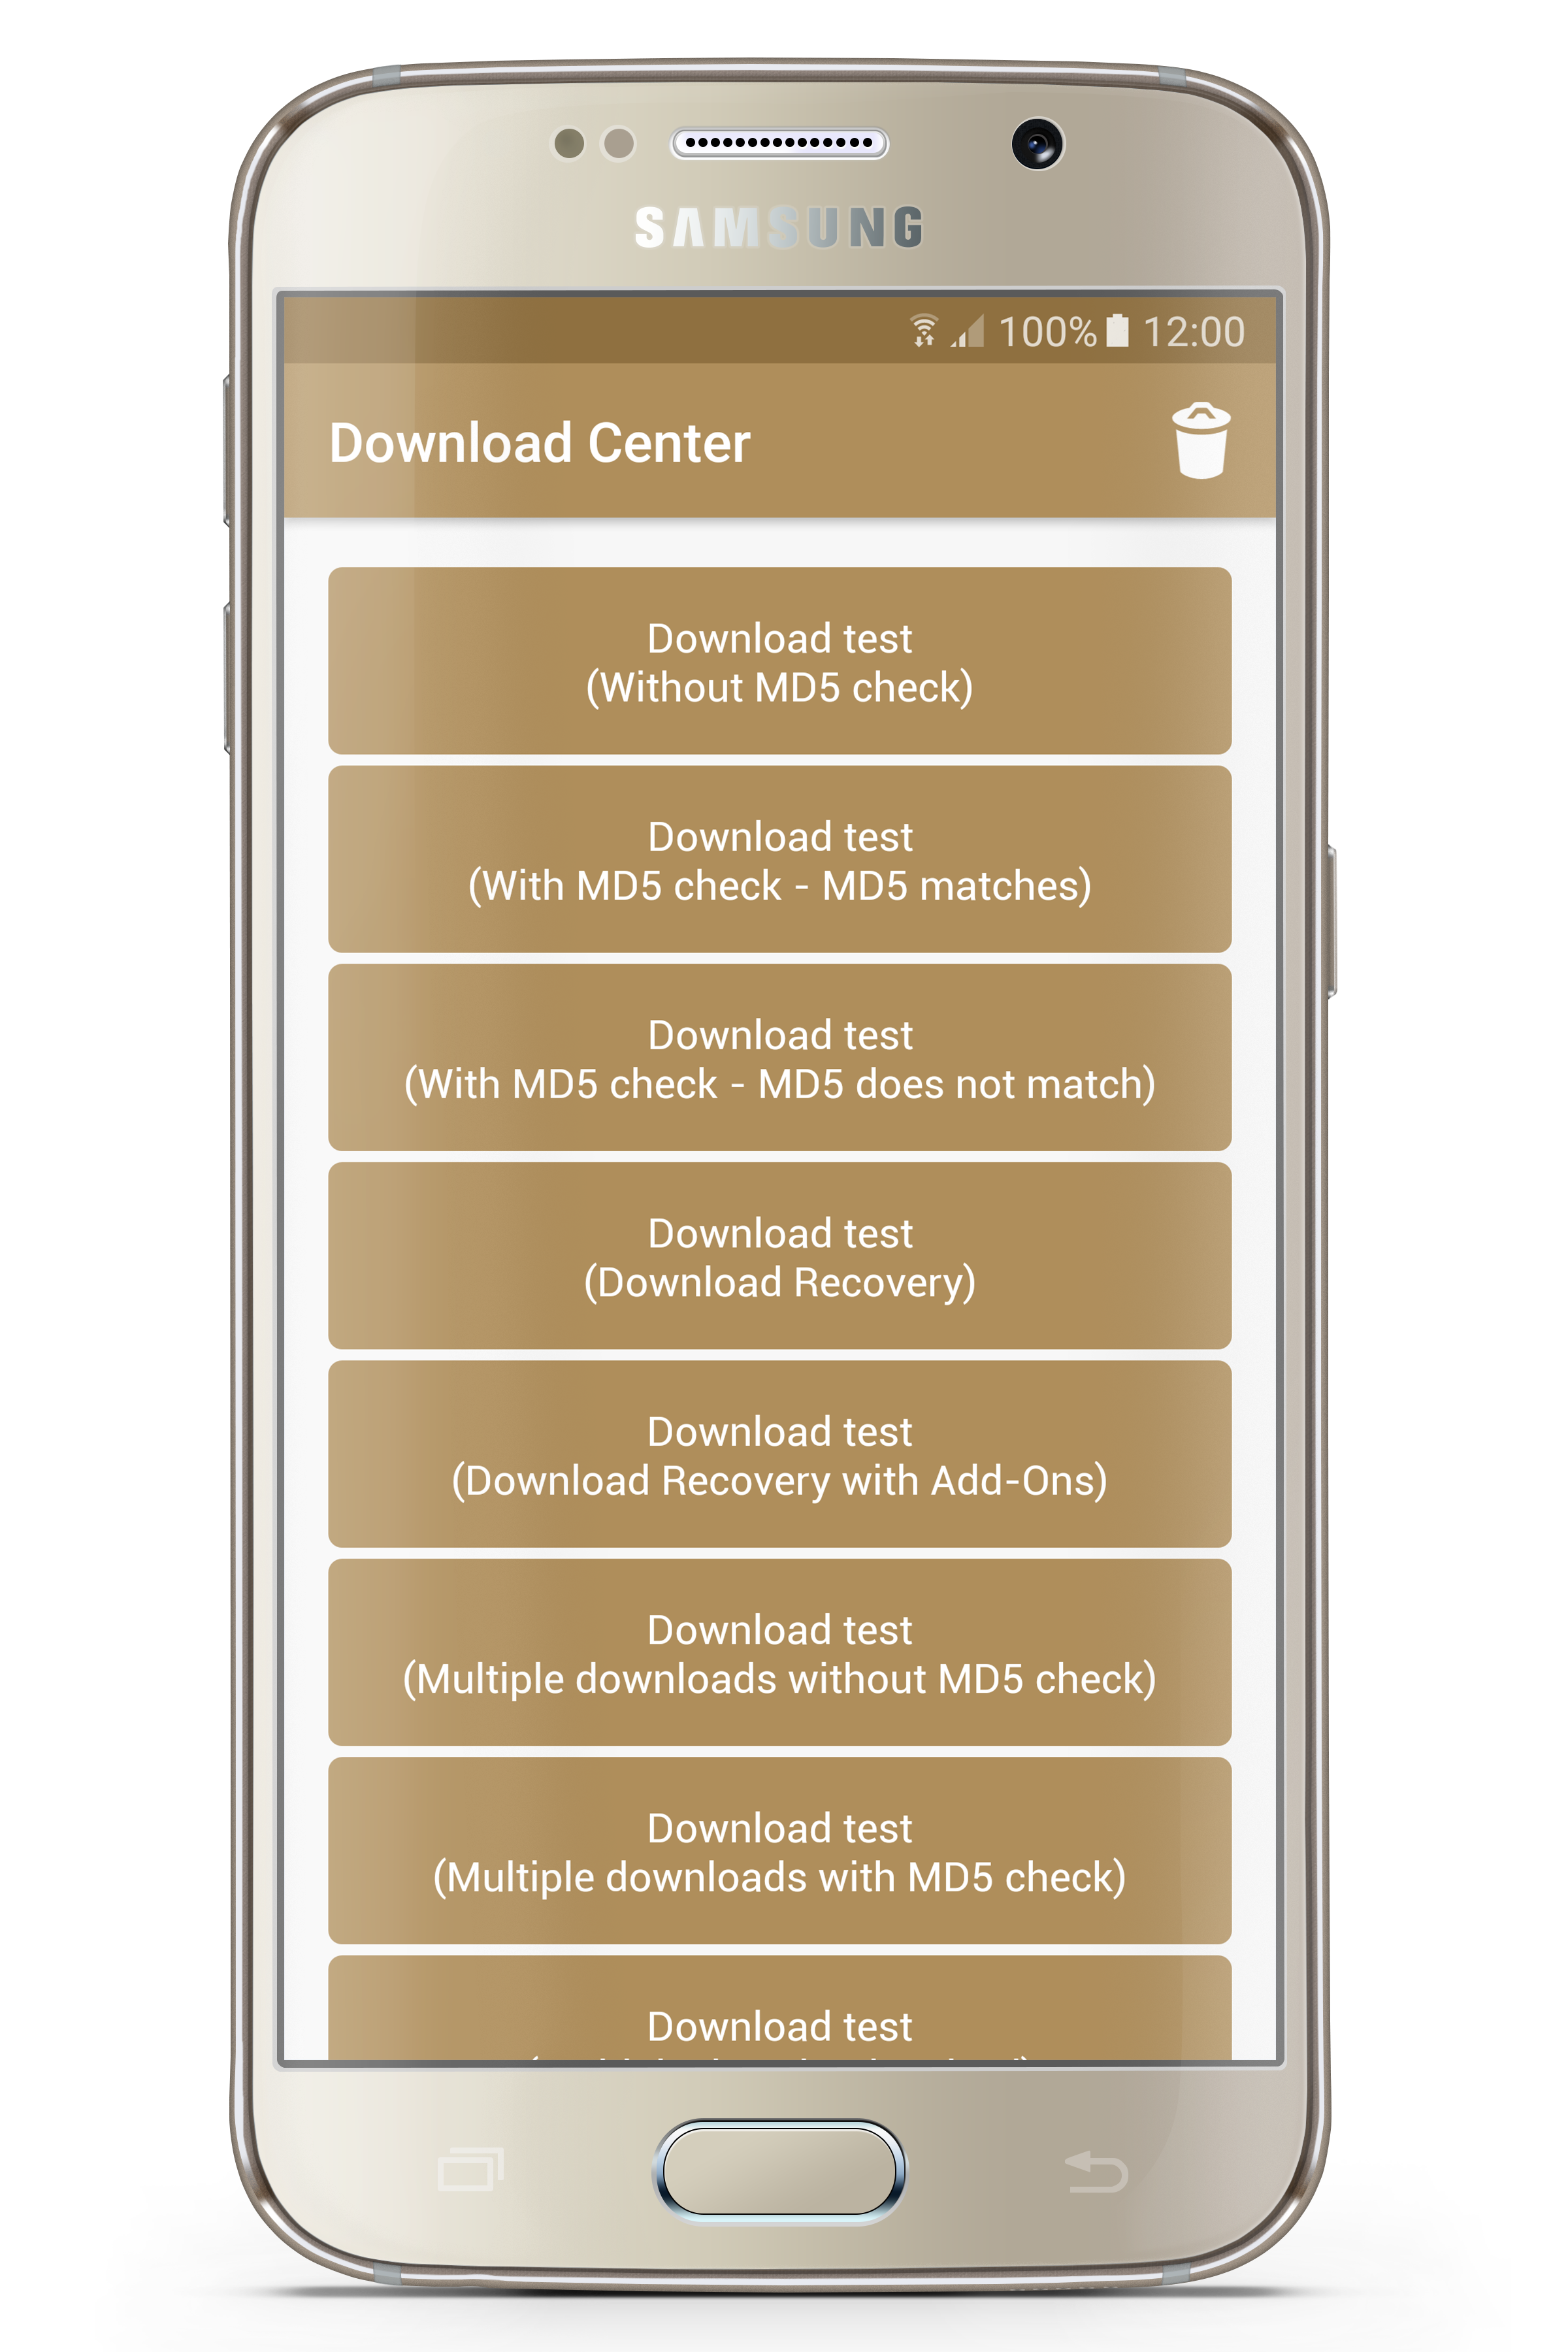 SAMSUNG
100% 12:00
Download Center
Download test
(Without MD5 check)
Download test
(With MD5 check - MD5 matches)
Download test
(With MD5 check - MD5 does not match)
Download test
(Download Recovery)
Download test
(Download Recovery with Add-Ons)
Download test
(Multiple downloads without MD5 check)
Download test
(Multiple downloads with MD5 check)
Download test